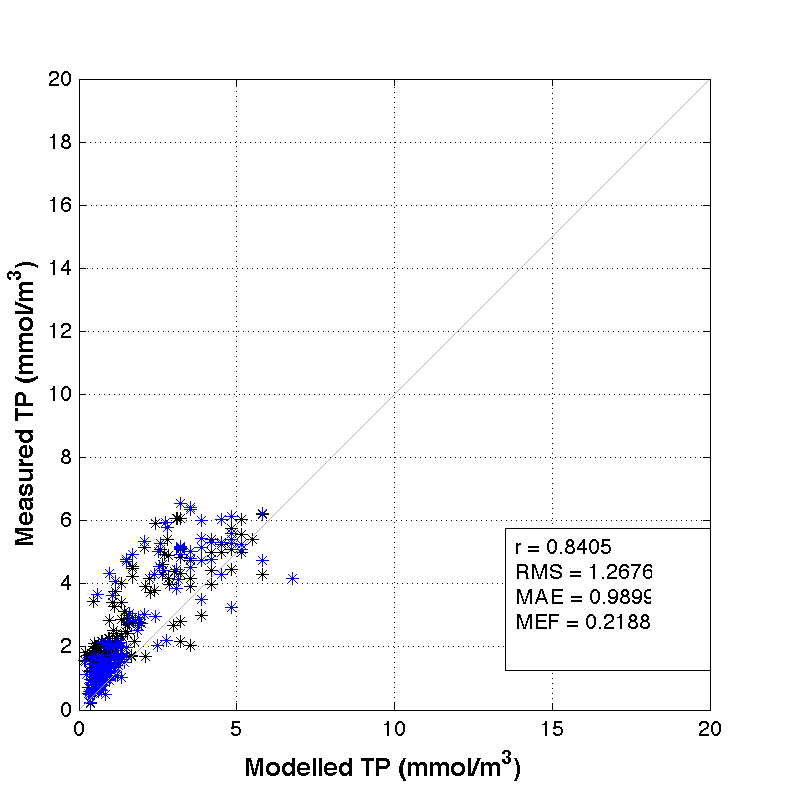 20
18
16
14
12
10
8
6
4
2
0
Measured TP (mmol/m³)
r = 0.8405
RMS = 1.2676
MAE = 0.9899
MEF = 0.2188
0 5 10 15 20
Modelled TP (mmol/m³)